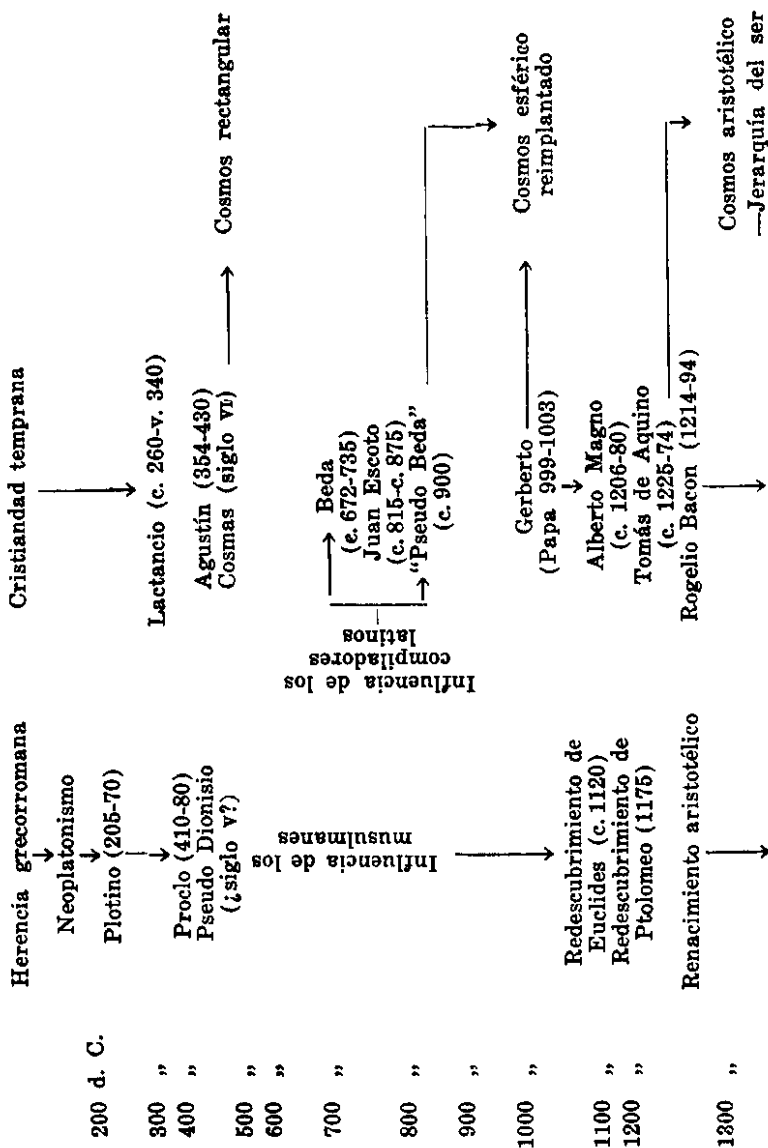 200 d. C.
300 "
400 "
500 "
600 "
700 "
800 "
900 "
1000 "
1100 "
1200 "
1300 "
Herencia grecorromana
Neoplatonismo
Plotino (205-70)
Proclo (410-80)
Pseudo Dionisio
(¿siglo v?)
Influencia de los
musulmanes
Redescubrimiento de
Euclides (c. 1120)
Redescubrimiento de
Ptolomeo (1175)
Renacimiento aristotélico
Influencia de los
compiladores
latinos
Cristiandad temprana
Lactancio (c. 260-v. 340)
Agustín (354-430)
Cosmas (siglo VI)
Beda
(c. 672-735)
Juan Escoto
(c. 815-c. 875)
"Pseudo Beda"
(c. 900)
Gerberto
(Papa 999-1003)
Alberto Magno
(c. 1206-80)
Tomás de Aquino
(c. 1225-74)
Rogelio Bacon (1214-94)
Cosmos rectangular
Cosmos esférico
reimplantado
Cosmos aristotélico
—Jerarquía del ser